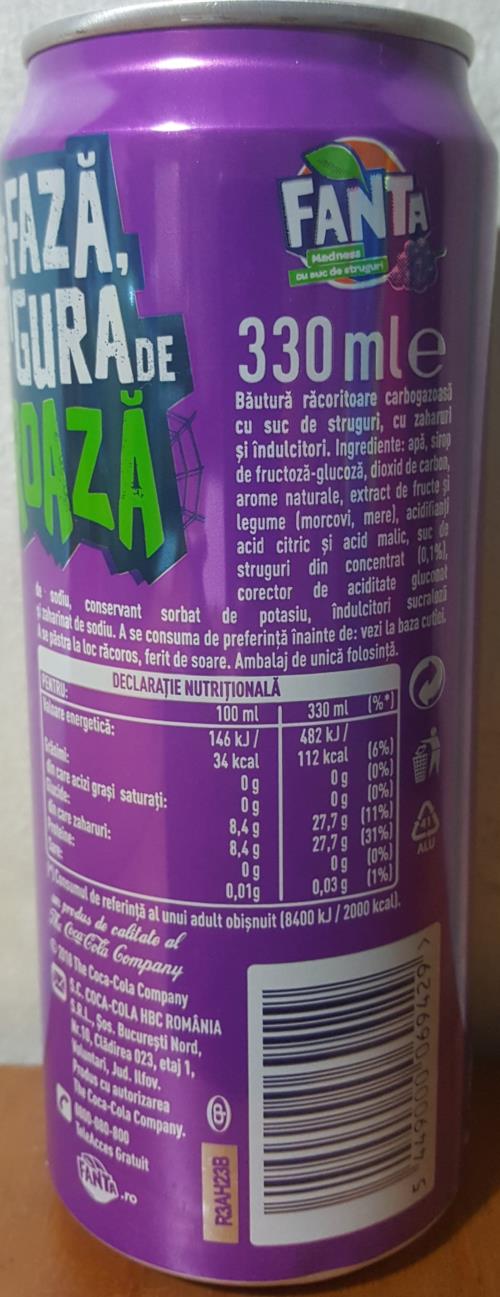 FAZĂ,
GURA DE
OAZĂ
FANTA
Madness
cu suc de struguri
330 ml e
Băutură răcoritoare carbogazoasă
cu suc de struguri, cu zaharuri
și îndulcitori. Ingrediente: apă, sirop
de fructoză-glucoză, dioxid de carbon,
arome naturale, extract de fructe și
legume (morcovi, mere), acidifianți
acid citric și acid malic, suc de
struguri din concentrat (0,1%),
corector de aciditate gluconat
de sodiu, conservant sorbat de potasiu, îndulcitori sucraloză
și zaharinat de sodiu. A se consuma de preferință înainte de: vezi la baza cutiei.
A se păstra la loc răcoros, ferit de soare. Ambalaj de unică folosință.
DECLARAȚIE NUTRIȚIONALĂ
PENTRU: 100 ml 330 ml (%*)
Valoare energetică: 146 kJ / 482 kJ /
34 kcal 112 kcal (6%)
Grăsimi: 0 g 0 g (0%)
din care acizi grași saturați: 0 g 0 g (0%)
Glucide: 8,4 g 27,7 g (11%)
din care zaharuri: 8,4 g 27,7 g (31%)
Proteine: 0 g 0 g (0%)
Sare: 0,01g 0,03 g (1%)
(*)Consumul de referință al unui adult obișnuit (8400 kJ / 2000 kcal).
un produs de calitate al
The Coca-Cola Company
© 2018 The Coca-Cola Company
S.C. COCA-COLA HBC ROMÂNIA
S.R.L., Șos. București Nord,
Nr.10, Clădirea 023, etaj 1,
Voluntari, Jud. Ilfov.
Produs cu autorizarea
The Coca-Cola Company.
0800-080-800
TelAcces Gratuit
FANTA.ro
41
ALU
R3AH23B
5 449000 069429 >